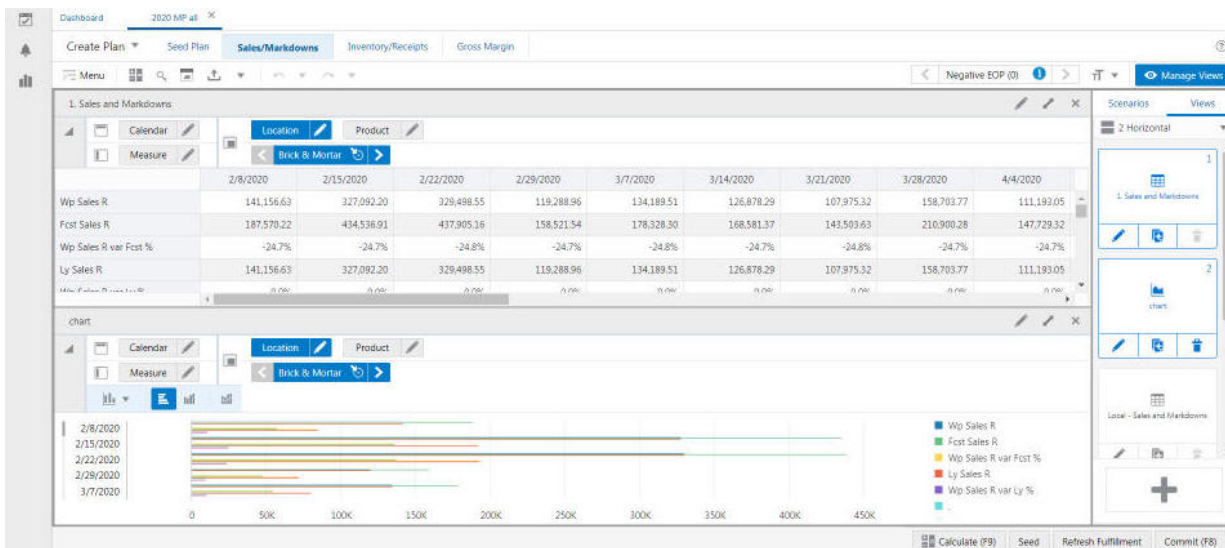 Dashboard 2020 MP all
Create Plan Seed Plan Sales/Markdowns Inventory/Receipts Gross Margin
Menu Negative EOP (0) Manage Views
1. Sales and Markdowns Scenarios Views
Calendar Location Product 2 Horizontal
Measure Brick & Mortar 1
2/8/2020 2/15/2020 2/22/2020 2/29/2020 3/7/2020 3/14/2020 3/21/2020 3/28/2020 4/4/2020
1. Sales and Markdowns
Wp Sales R 141,156.63 327,092.20 329,498.55 119,288.96 134,189.51 126,878.29 107,975.32 158,703.77 111,193.05
Fcst Sales R 187,570.22 434,536.91 437,905.16 158,521.54 178,328.30 168,581.37 143,503.63 210,900.28 147,729.32
Wp Sales R var Fcst % -24.7% -24.7% -24.8% -24.7% -24.8% -24.7% -24.8% -24.7% -24.7%
Ly Sales R 141,156.63 327,092.20 329,498.55 119,288.96 134,189.51 126,878.29 107,975.32 158,703.77 111,193.05
2
chart
chart
Calendar Location Product
Measure Brick & Mortar
Local - Sales and Markdowns
2/8/2020
2/15/2020
2/22/2020
2/29/2020
3/7/2020
Wp Sales R
Fcst Sales R
Wp Sales R var Fcst %
Ly Sales R
Wp Sales R var Ly %
0 50K 100K 150K 200K 250K 300K 350K 400K 450K
Calculate (F9) Seed Refresh Fulfillment Commit (F8)